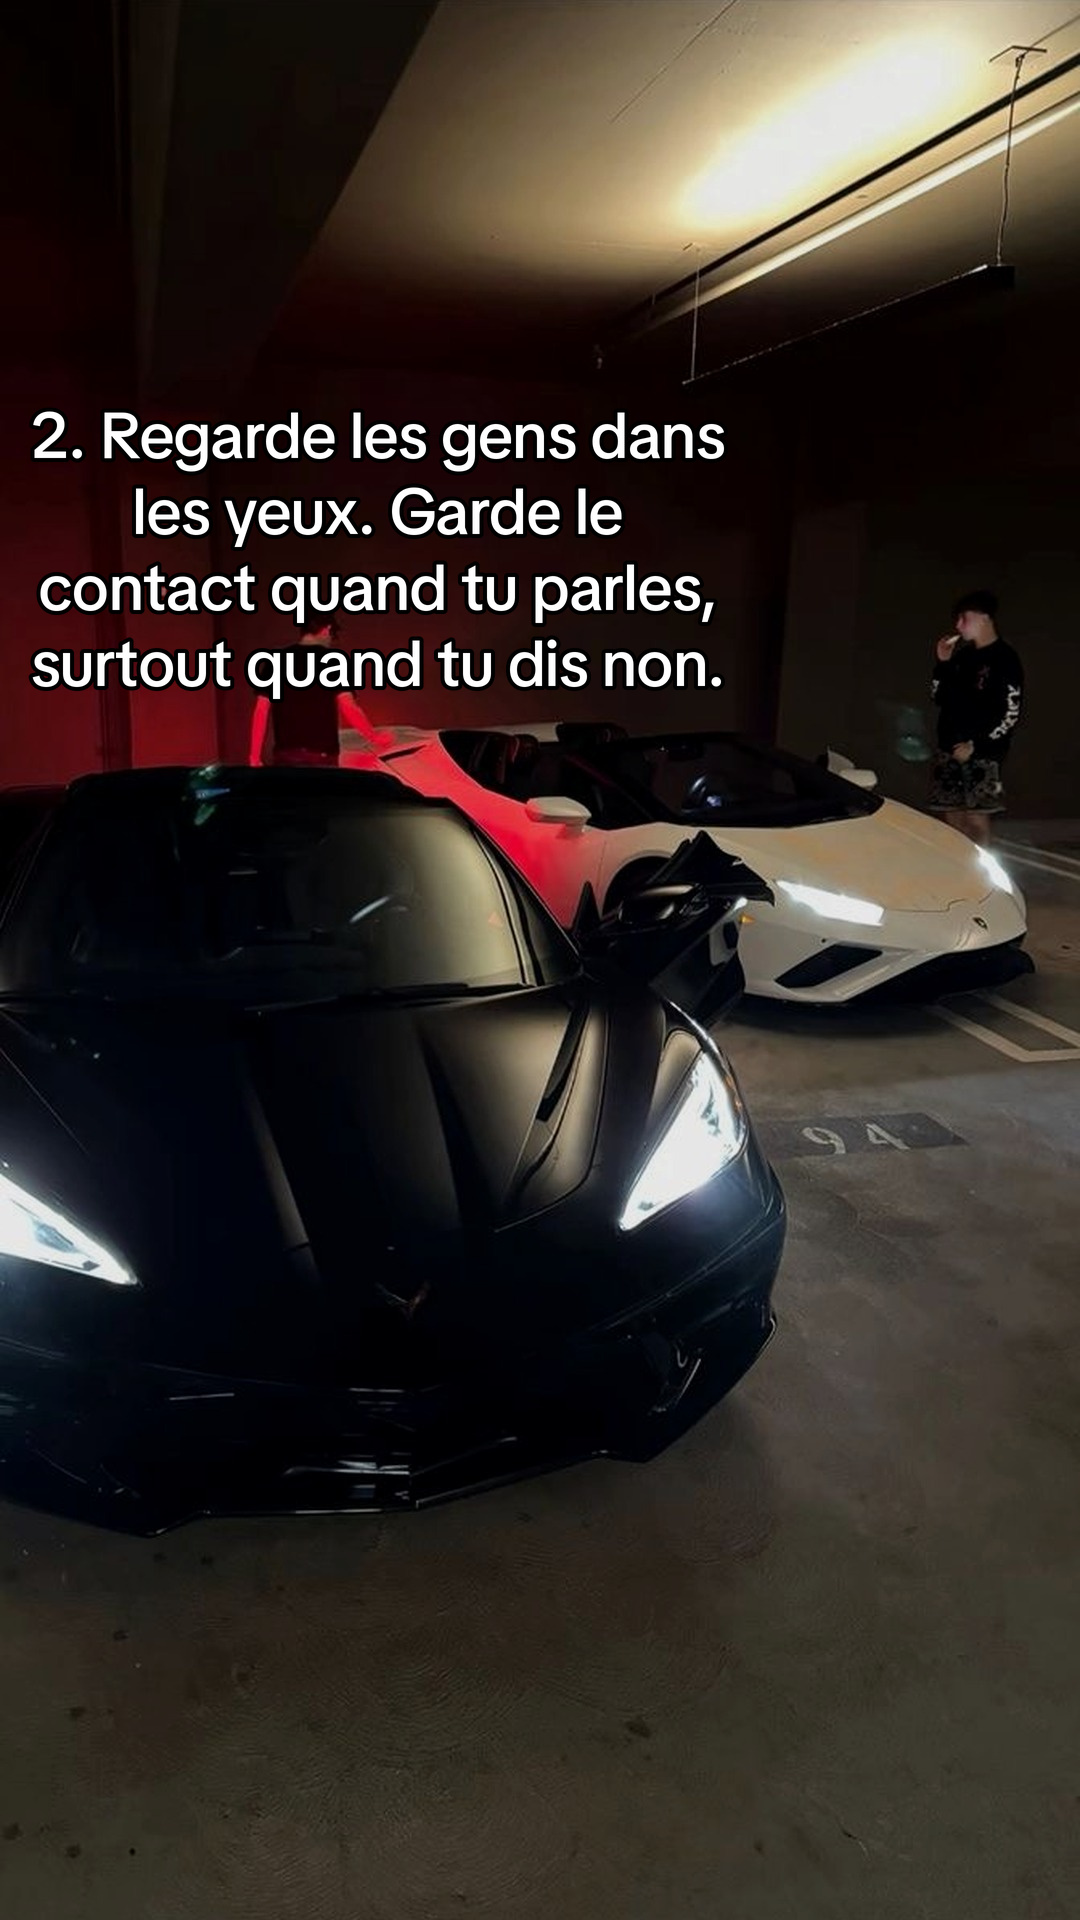 2. Regarde les gens dans
les yeux. Garde le
contact quand tu parles,
surtout quand tu dis non.
94